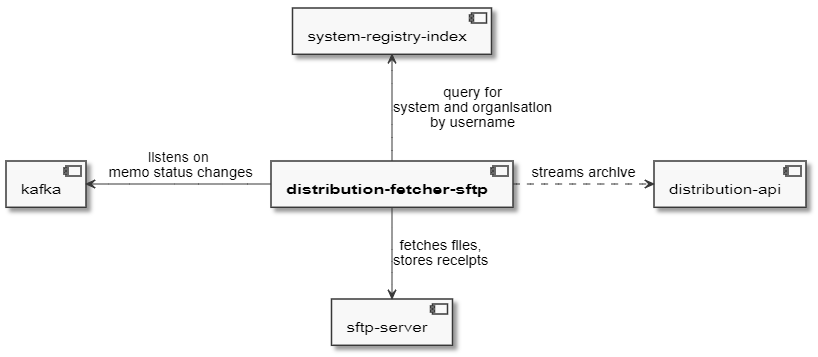 system-registry-index
query for
system and organisation
by username
listens on
memo status changes
kafka
distribution-fetcher-sftp
streams archive
distribution-api
fetches files,
stores receipts
sftp-server